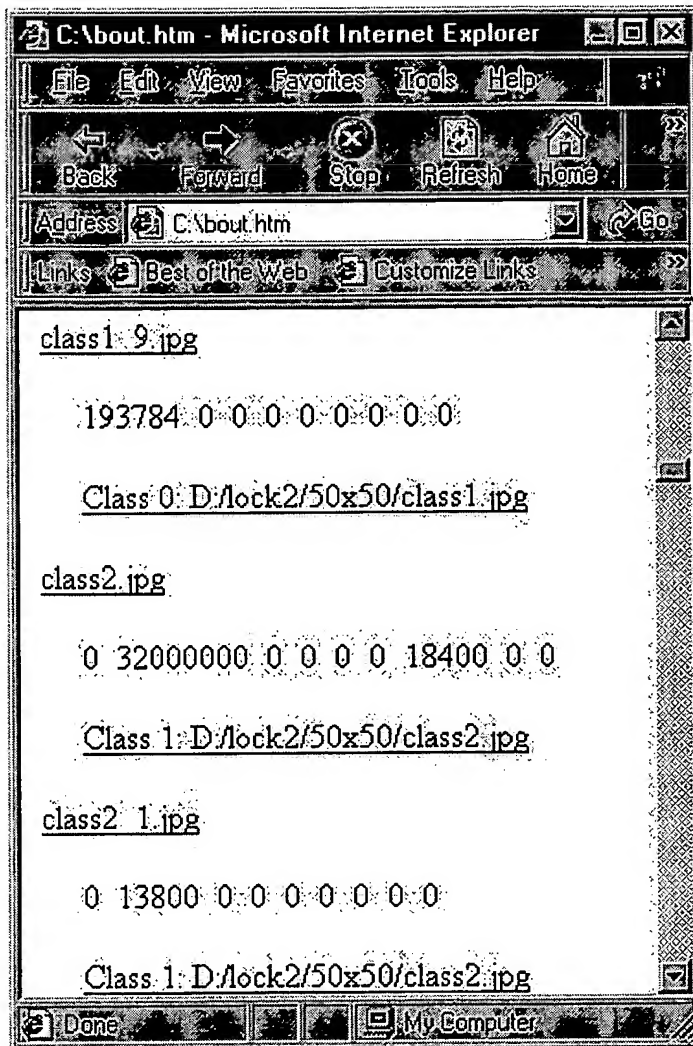 C:\bout.htm - Microsoft Internet Explorer
File Edit View Favorites Tools Help
Back Forward Stop Refresh Home
Address C:\bout.htm Go
Links Best of the Web Customize Links
class1 9.jpg
193784 0 0 0 0 0 0 0 0
Class 0: D:/lock2/50x50/class1.jpg
class2.jpg
0 32000000 0 0 0 0 18400 0 0
Class 1: D:/lock2/50x50/class2.jpg
class2 1.jpg
0 13800 0 0 0 0 0 0 0
Class 1: D:/lock2/50x50/class2.jpg
Done My Computer